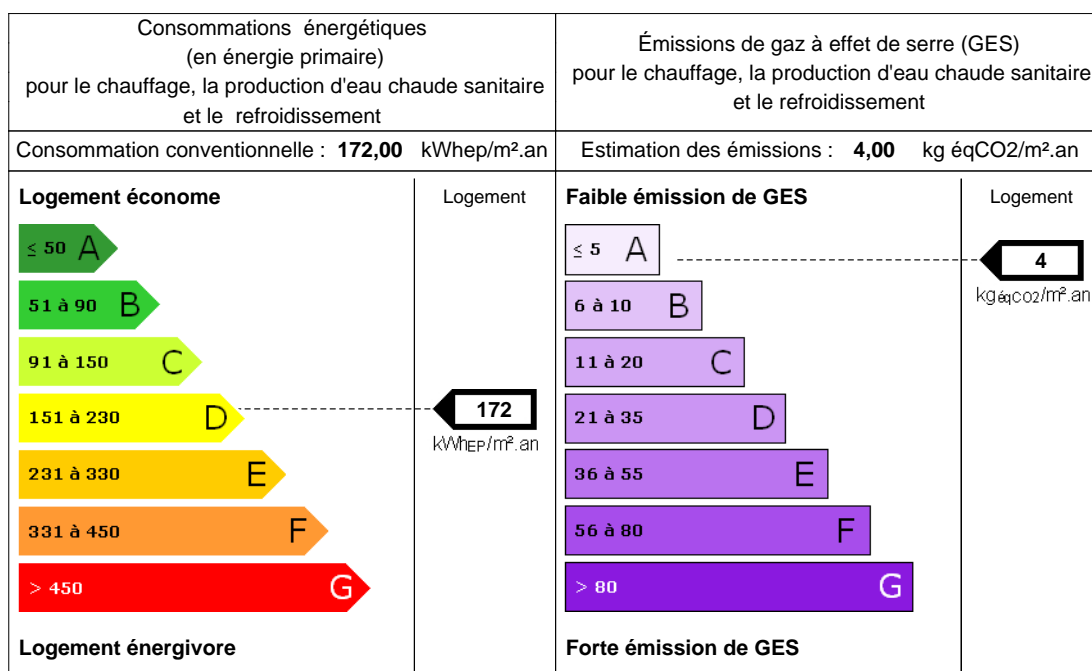 Consommations énergétiques
(en énergie primaire)
pour le chauffage, la production d'eau chaude sanitaire
et le refroidissement
Émissions de gaz à effet de serre (GES)
pour le chauffage, la production d'eau chaude sanitaire
et le refroidissement
Consommation conventionnelle : 172,00 kWhep/m².an
Estimation des émissions : 4,00 kg éqCO2/m².an
Logement économe
Logement
≤ 50 A
51 à 90 B
91 à 150 C
151 à 230 D
231 à 330 E
331 à 450 F
> 450 G
172
kWhEP/m².an
Logement énergivore
Faible émission de GES
Logement
≤ 5 A
6 à 10 B
11 à 20 C
21 à 35 D
36 à 55 E
56 à 80 F
> 80 G
4
kgéqCO2/m².an
Forte émission de GES